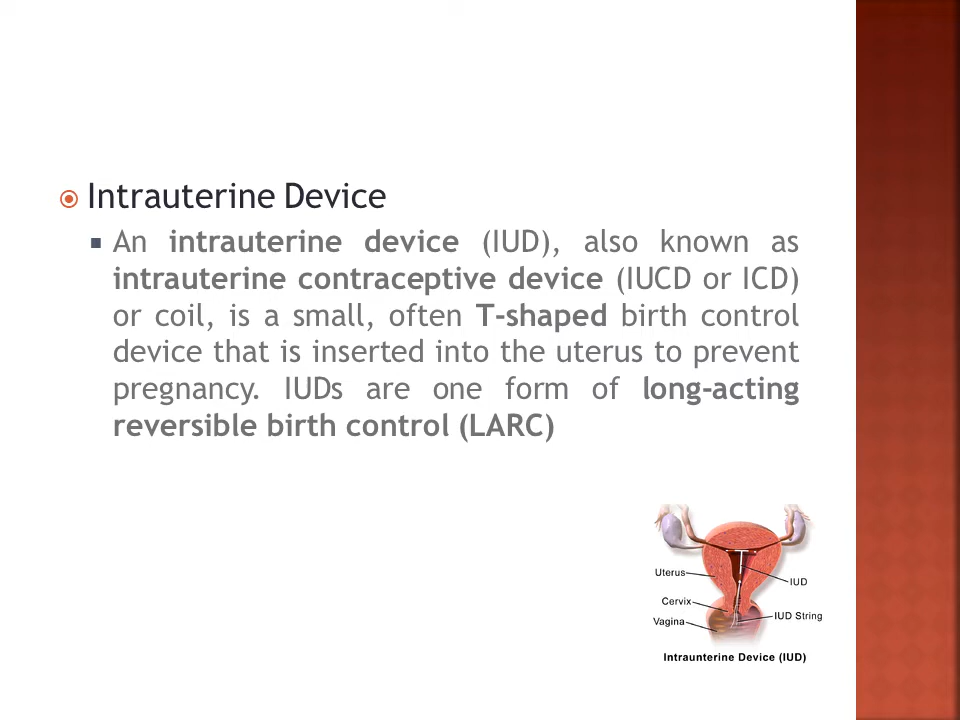 Intrauterine Device
An intrauterine device (IUD), also known as
intrauterine contraceptive device (IUCD or ICD)
or coil, is a small, often T-shaped birth control
device that is inserted into the uterus to prevent
pregnancy. IUDs are one form of long-acting
reversible birth control (LARC)
Uterus
IUD
Cervix
IUD String
Vagina
Intraunterine Device (IUD)